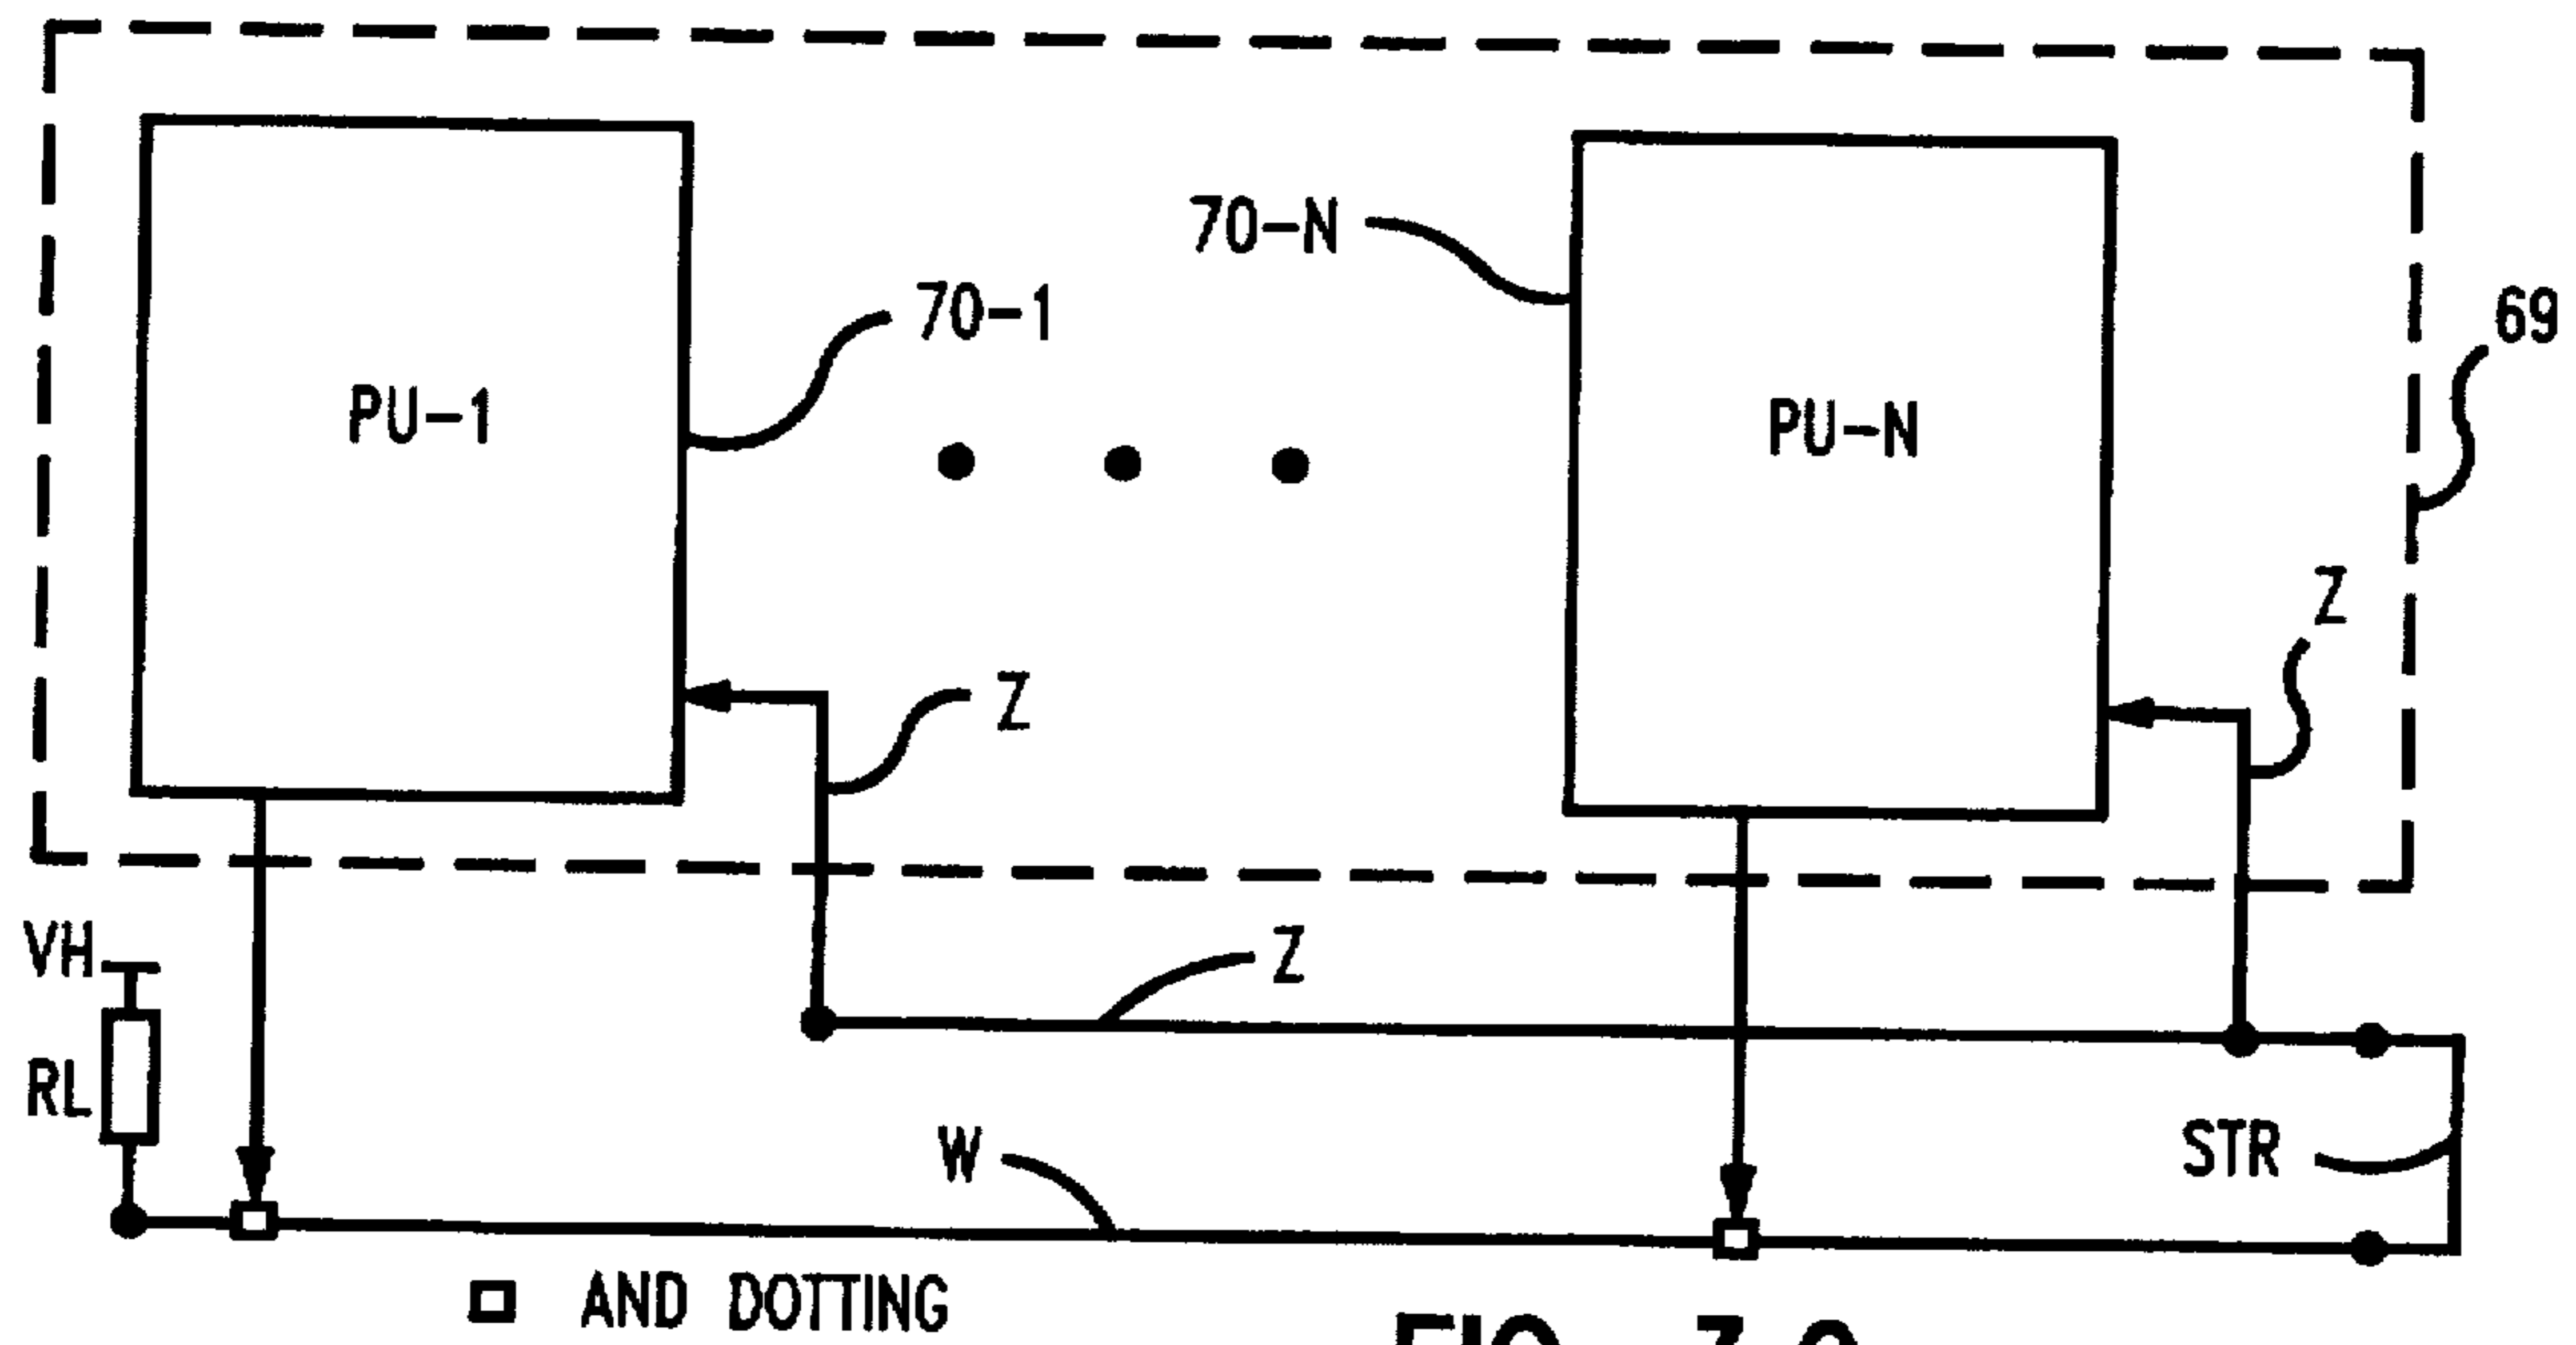 70-N
70-1
69
PU-1
PU-N
Z
Z
VH
Z
RL
W
STR
AND DOTTING